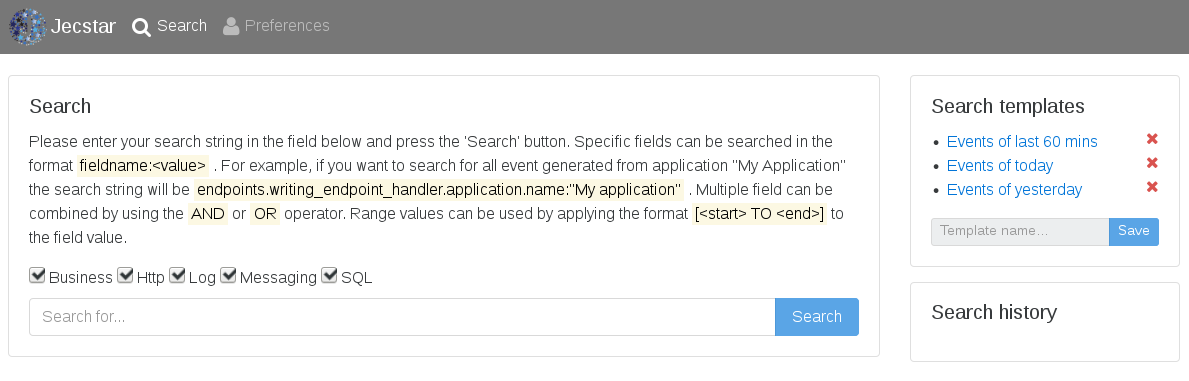 Jecstar Search Preferences
Search
Please enter your search string in the field below and press the 'Search' button. Specific fields can be searched in the
format fieldname:<value> . For example, if you want to search for all event generated from application "My Application"
the search string will be endpoints.writing_endpoint_handler.application.name:"My application" . Multiple field can be
combined by using the AND or OR operator. Range values can be used by applying the format [<start> TO <end>] to
the field value.
Business Http Log Messaging SQL
Search for... Search
Search templates
• Events of last 60 mins
• Events of today
• Events of yesterday
Template name... Save
Search history